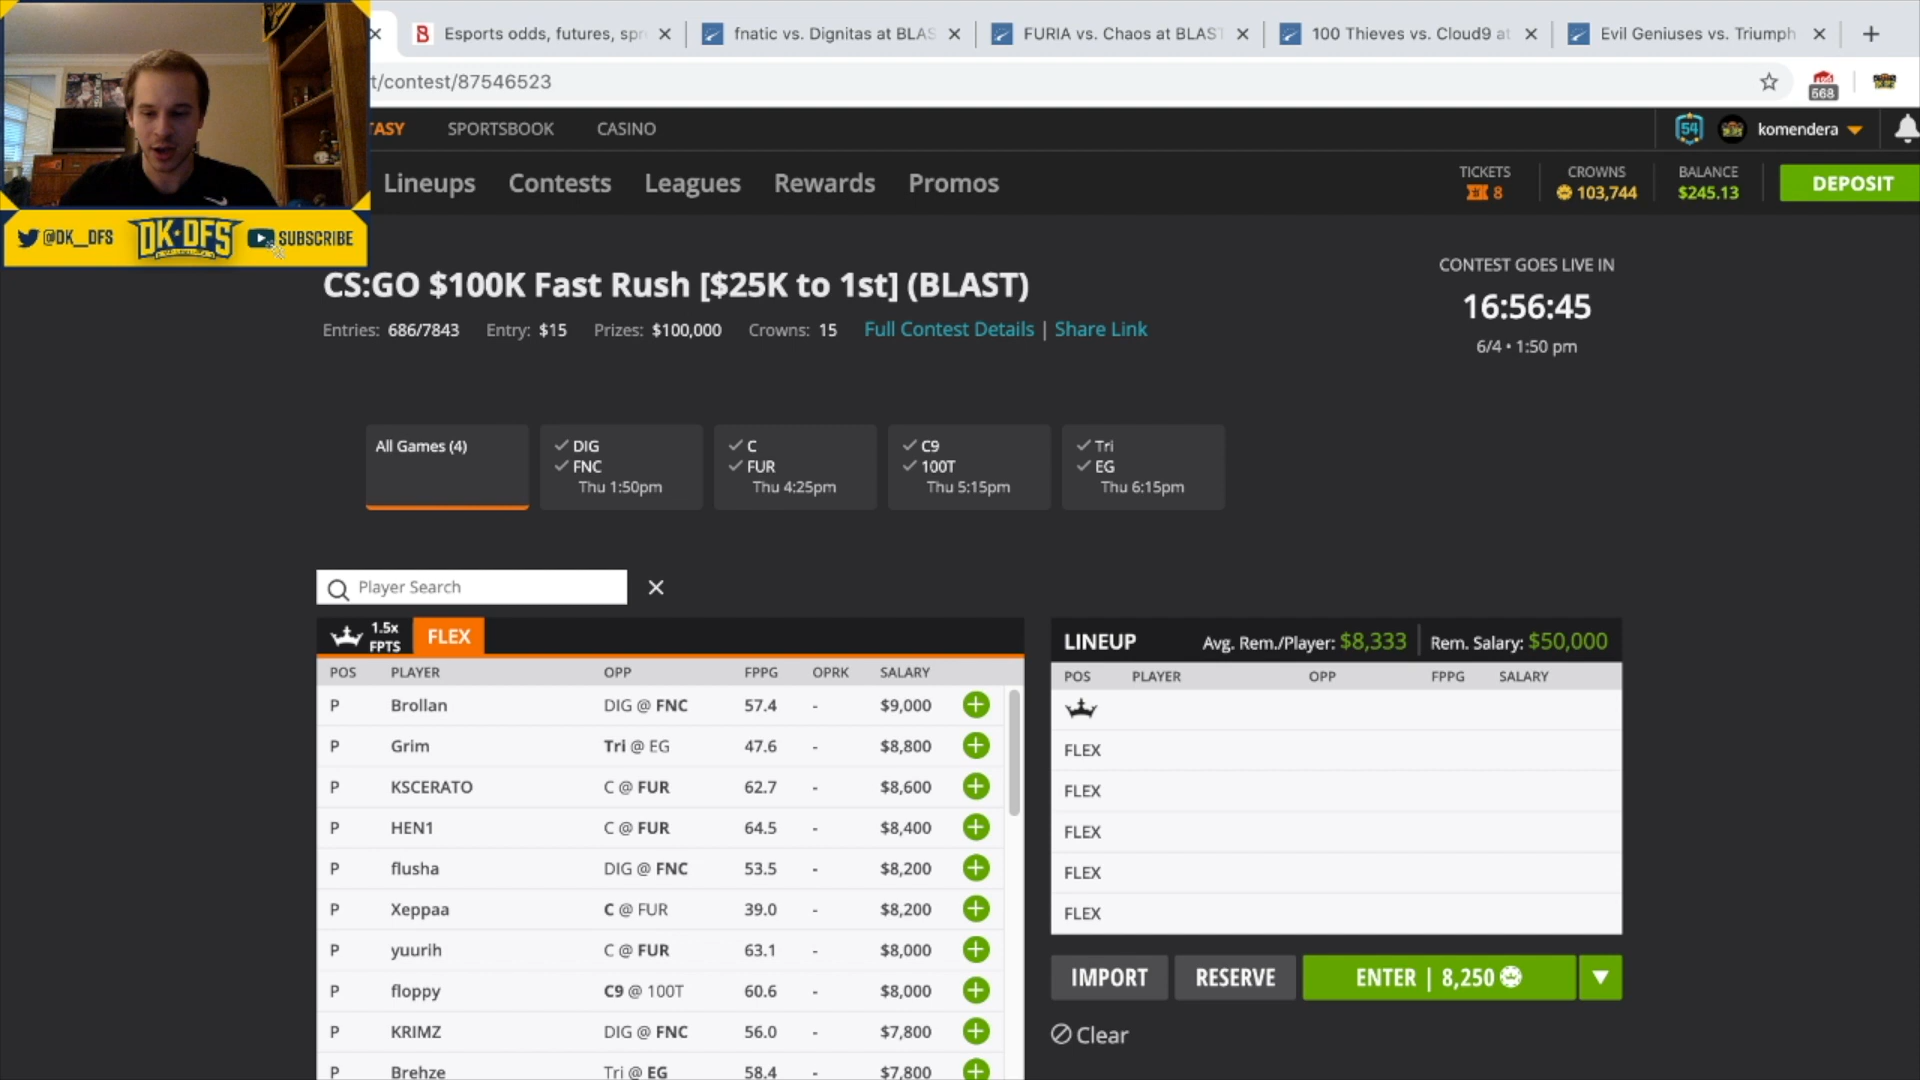 Esports odds, futures, spr
fnatic vs. Dignitas at BLAS
FURIA vs. Chaos at BLAST
100 Thieves vs. Cloud9 at
Evil Geniuses vs. Triumph
t/contest/87546523
568
TASY
SPORTSBOOK
CASINO
54
komendera
Lineups
Contests
Leagues
Rewards
Promos
TICKETS
8
CROWNS
103,744
BALANCE
$245.13
DEPOSIT
@DK__DFS
DK DFS
SUBSCRIBE
CS:GO $100K Fast Rush [$25K to 1st] (BLAST)
Entries: 686/7843 Entry: $15 Prizes: $100,000 Crowns: 15 Full Contest Details | Share Link
CONTEST GOES LIVE IN
16:56:45
6/4 • 1:50 pm
All Games (4)
DIG
FNC
Thu 1:50pm
C
FUR
Thu 4:25pm
C9
100T
Thu 5:15pm
Tri
EG
Thu 6:15pm
Player Search
1.5x
FPTS
FLEX
POS PLAYER OPP FPPG OPRK SALARY
P Brollan DIG @ FNC 57.4 - $9,000
P Grim Tri @ EG 47.6 - $8,800
P KSCERATO C @ FUR 62.7 - $8,600
P HEN1 C @ FUR 64.5 - $8,400
P flusha DIG @ FNC 53.5 - $8,200
P Xeppaa C @ FUR 39.0 - $8,200
P yuurih C @ FUR 63.1 - $8,000
P floppy C9 @ 100T 60.6 - $8,000
P KRIMZ DIG @ FNC 56.0 - $7,800
P Brehze Tri @ EG 58.4 - $7,800
LINEUP Avg. Rem./Player: $8,333 Rem. Salary: $50,000
POS PLAYER OPP FPPG SALARY
FLEX
FLEX
FLEX
FLEX
FLEX
IMPORT
RESERVE
ENTER | 8,250
Clear